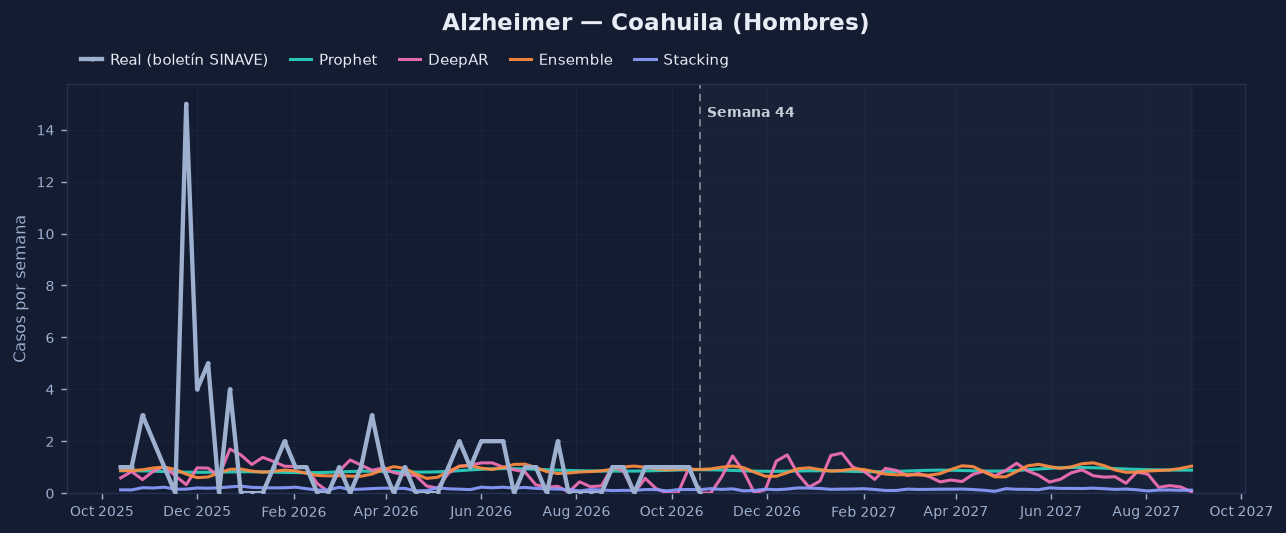 Alzheimer — Coahuila (Hombres)
Real (boletín SINAVE) Prophet DeepAR Ensemble Stacking
Semana 44
Casos por semana
14
12
10
8
6
4
2
0
Oct 2025 Dec 2025 Feb 2026 Apr 2026 Jun 2026 Aug 2026 Oct 2026 Dec 2026 Feb 2027 Apr 2027 Jun 2027 Aug 2027 Oct 2027